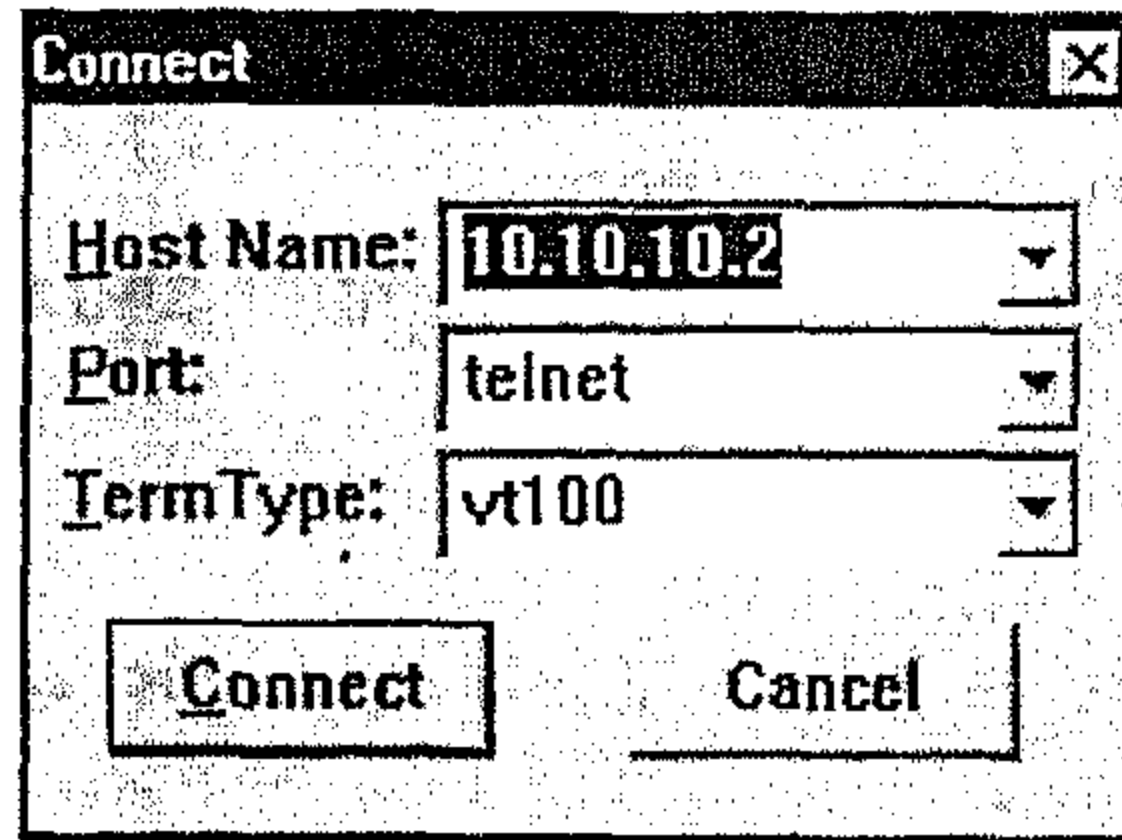 Connect
Host Name: 10.10.10.2
Port: telnet
TermType: vt100
Connect Cancel